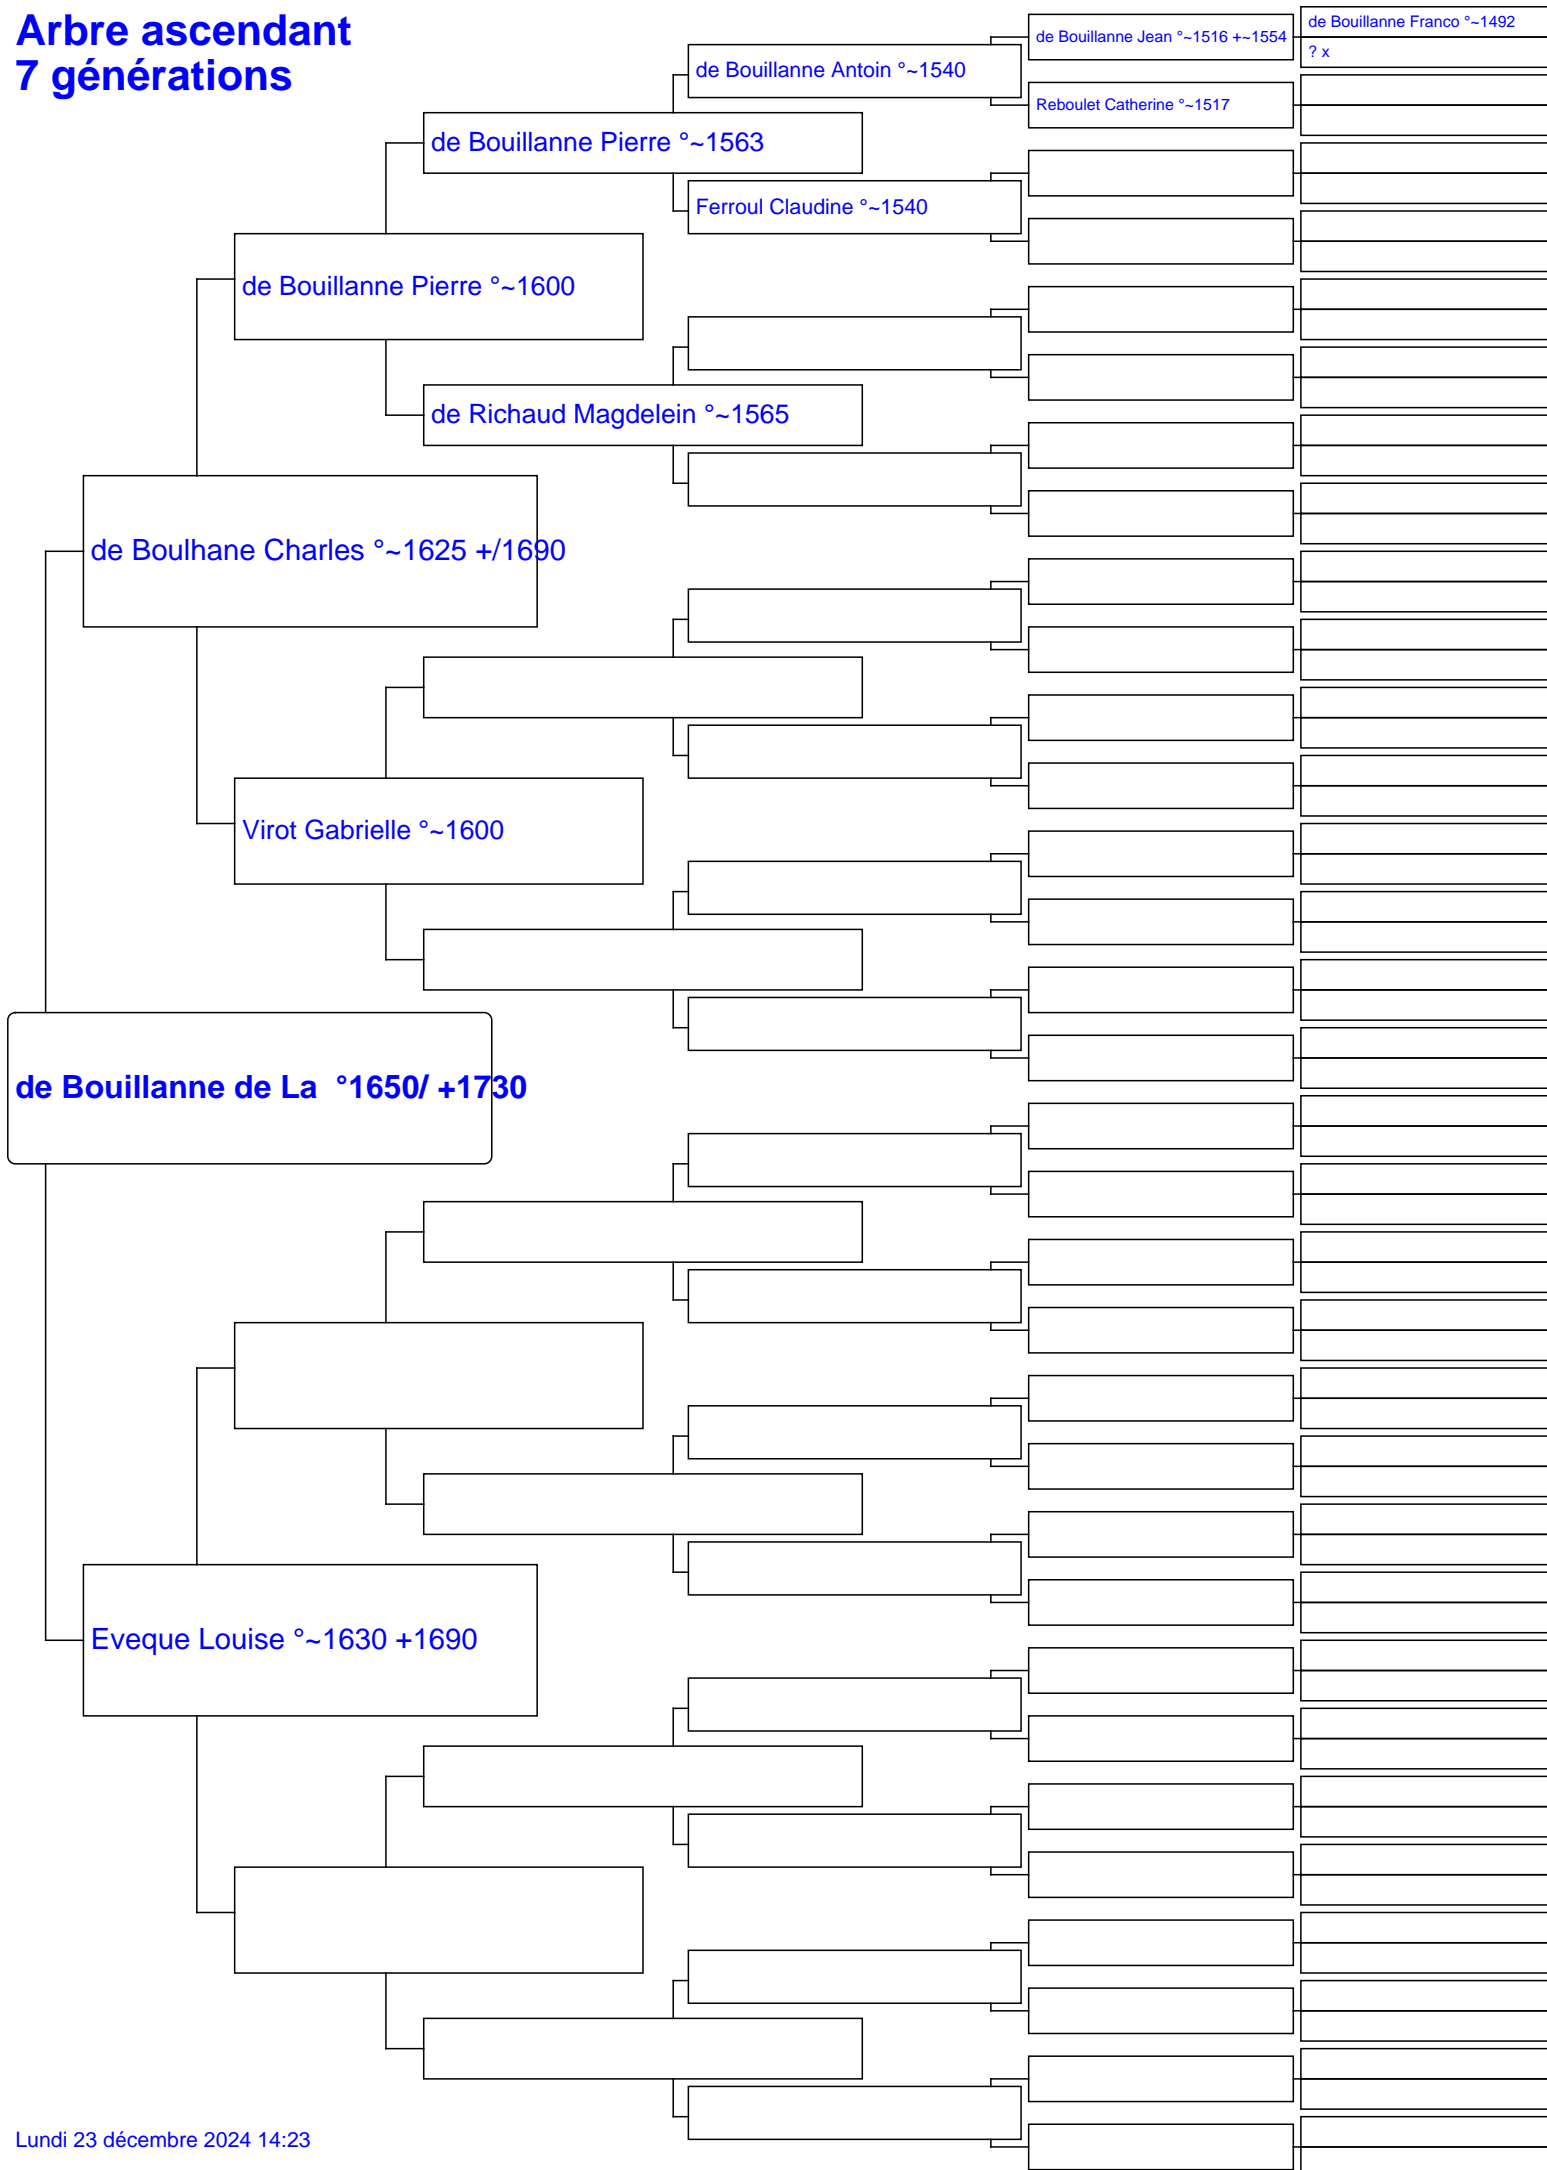 Arbre ascendant
7 générations
de Bouillanne Franco °~1492
? x
de Bouillanne Jean °~1516 +~1554
de Bouillanne Antoin °~1540
Reboulet Catherine °~1517
de Bouillanne Pierre °~1563
Ferroul Claudine °~1540
de Bouillanne Pierre °~1600
de Richaud Magdelein °~1565
de Boulhane Charles °~1625 +/1690
Virot Gabrielle °~1600
de Bouillanne de La  °1650/ +1730
Eveque Louise °~1630 +1690
Lundi 23 décembre 2024 14:23